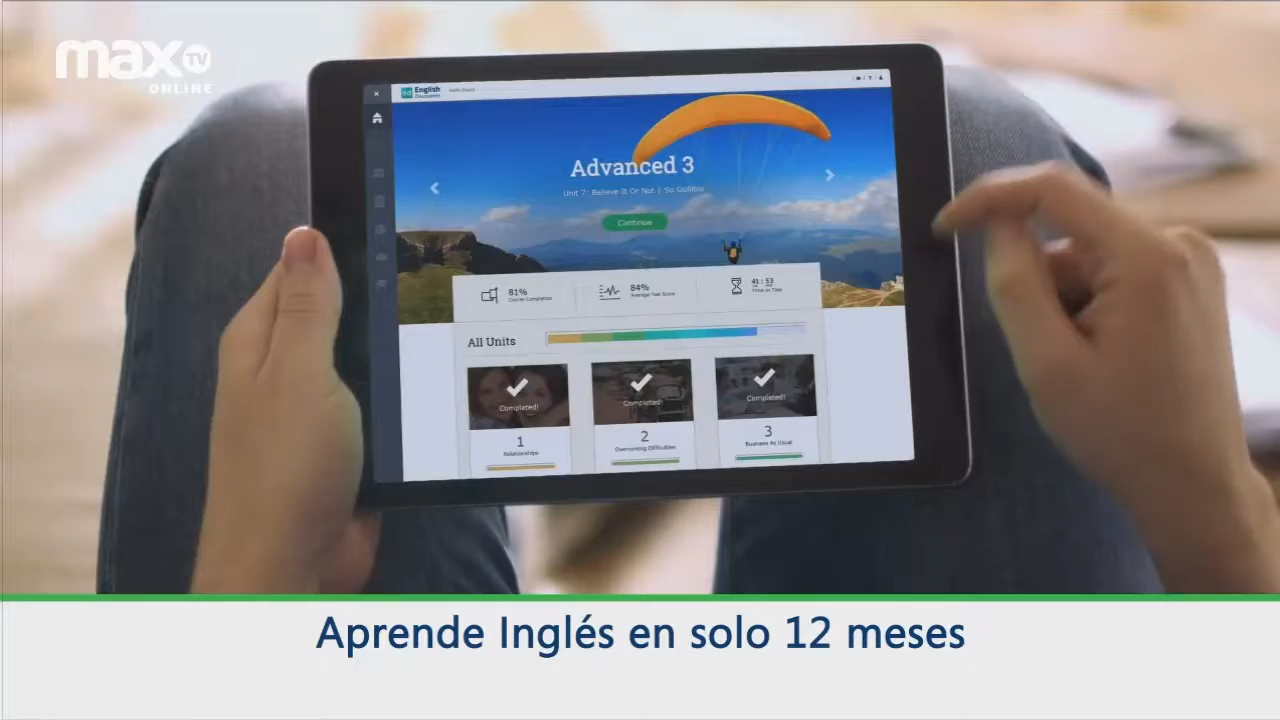 max TV
ONLINE
English
Discoveries
Advanced 3
Unit 7: Believe It Or Not | So Gullible
Continue
81%
Course Completion
84%
Average Test Score
41 : 53
Time on Task
All Units
Completed!
Completed!
Completed!
1
Relationships
2
Overcoming Difficulties
3
Business As Usual
Aprende Inglés en solo 12 meses